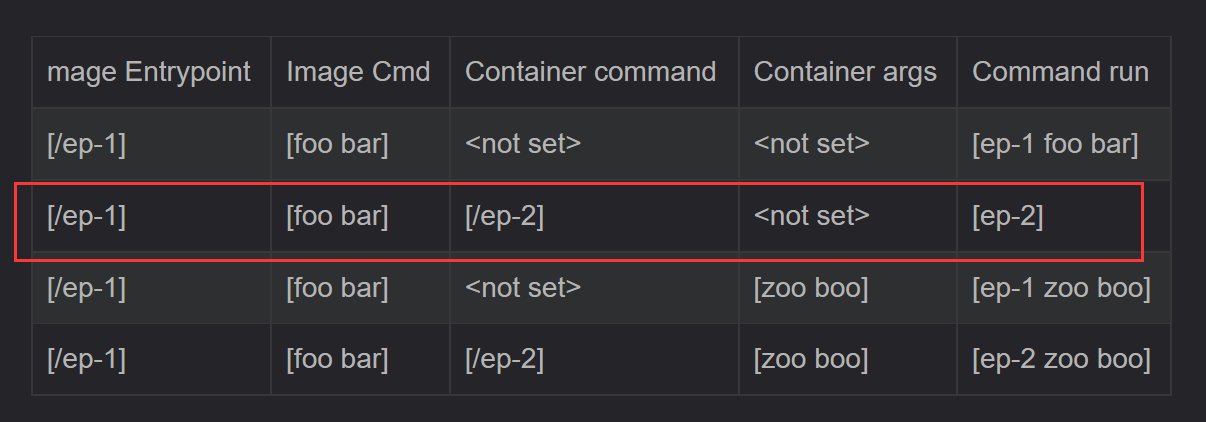 mage Entrypoint Image Cmd Container command Container args Command run
[/ep-1] [foo bar] <not set> <not set> [ep-1 foo bar]
[/ep-1] [foo bar] [/ep-2] <not set> [ep-2]
[/ep-1] [foo bar] <not set> [zoo boo] [ep-1 zoo boo]
[/ep-1] [foo bar] [/ep-2] [zoo boo] [ep-2 zoo boo]